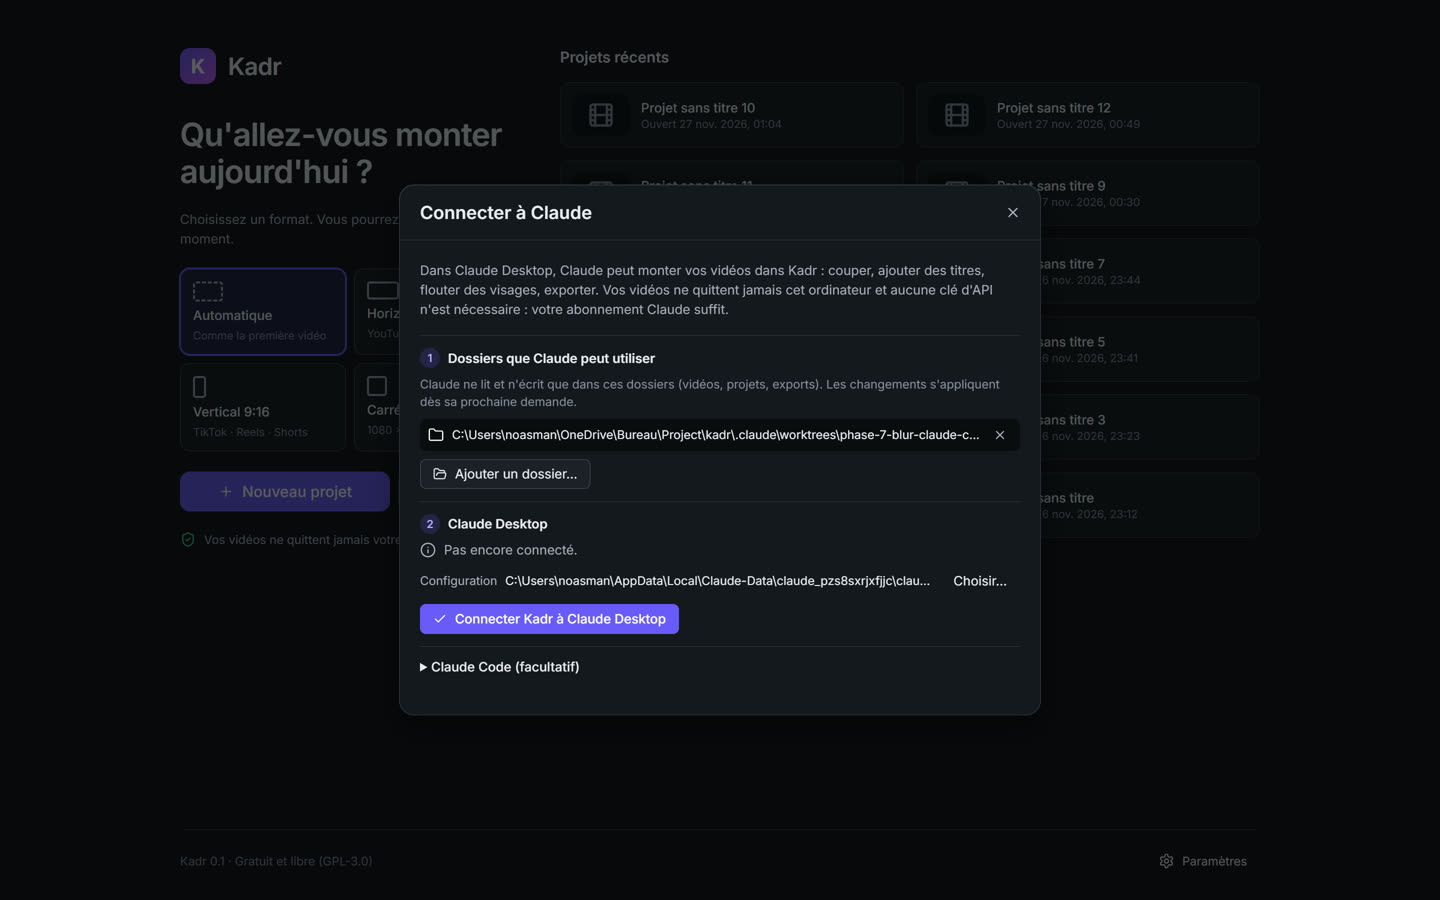 K Kadr
Qu'allez-vous monter
aujourd'hui ?
Choisissez un format. Vous pourrez
moment.
Automatique
Comme la première vidéo
Horiz
YouTu
Vertical 9:16
TikTok · Reels · Shorts
Carré
1080
+ Nouveau projet
Vos vidéos ne quittent jamais votre
Projets récents
Projet sans titre 10
Ouvert 27 nov. 2026, 01:04
Projet sans titre 12
Ouvert 27 nov. 2026, 00:49
Projet sans titre 11
Projet sans titre 9
7 nov. 2026, 00:30
sans titre 7
6 nov. 2026, 23:44
sans titre 5
6 nov. 2026, 23:41
sans titre 3
6 nov. 2026, 23:23
sans titre
6 nov. 2026, 23:12
Connecter à Claude
Dans Claude Desktop, Claude peut monter vos vidéos dans Kadr : couper, ajouter des titres,
flouter des visages, exporter. Vos vidéos ne quittent jamais cet ordinateur et aucune clé d'API
n'est nécessaire : votre abonnement Claude suffit.
1 Dossiers que Claude peut utiliser
Claude ne lit et n'écrit que dans ces dossiers (vidéos, projets, exports). Les changements s'appliquent
dès sa prochaine demande.
C:\Users\noasman\OneDrive\Bureau\Project\kadr\.claude\worktrees\phase-7-blur-claude-c...
Ajouter un dossier...
2 Claude Desktop
Pas encore connecté.
Configuration C:\Users\noasman\AppData\Local\Claude-Data\claude_pzs8sxrjxfjjc\clau... Choisir...
Connecter Kadr à Claude Desktop
Claude Code (facultatif)
Kadr 0.1 · Gratuit et libre (GPL-3.0)
Paramètres